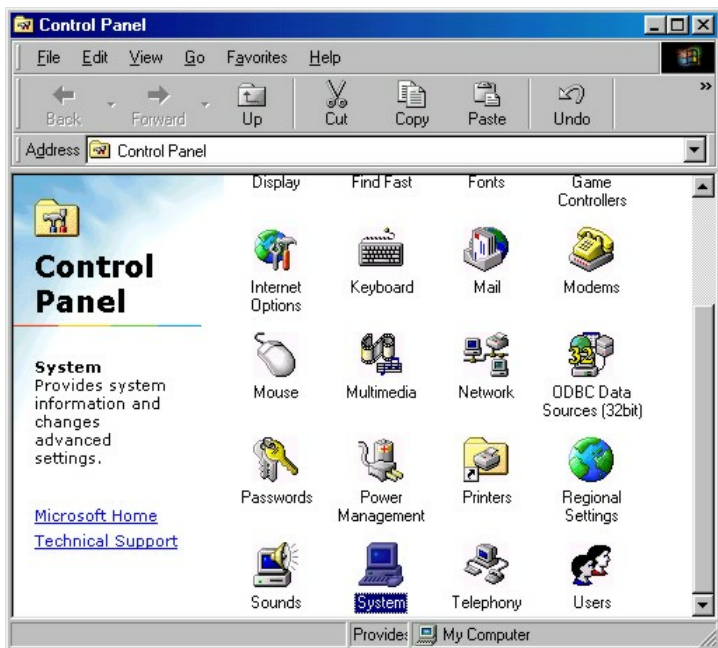 Control Panel
File Edit View Go Favorites Help
Back Forward Up Cut Copy Paste Undo »
Address Control Panel
Control
Panel
System
Provides system
information and
changes
advanced
settings.
Microsoft Home
Technical Support
Display Find Fast Fonts Game
Controllers
Internet
Options
Keyboard Mail Modems
Mouse Multimedia Network ODBC Data
Sources (32bit)
32
Passwords Power
Management
Printers Regional
Settings
Sounds System Telephony Users
Provides My Computer